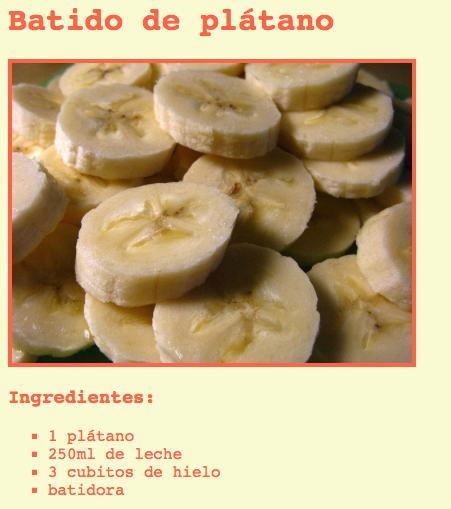 Batido de plátano
Ingredientes:
1 plátano
250ml de leche
3 cubitos de hielo
batidora